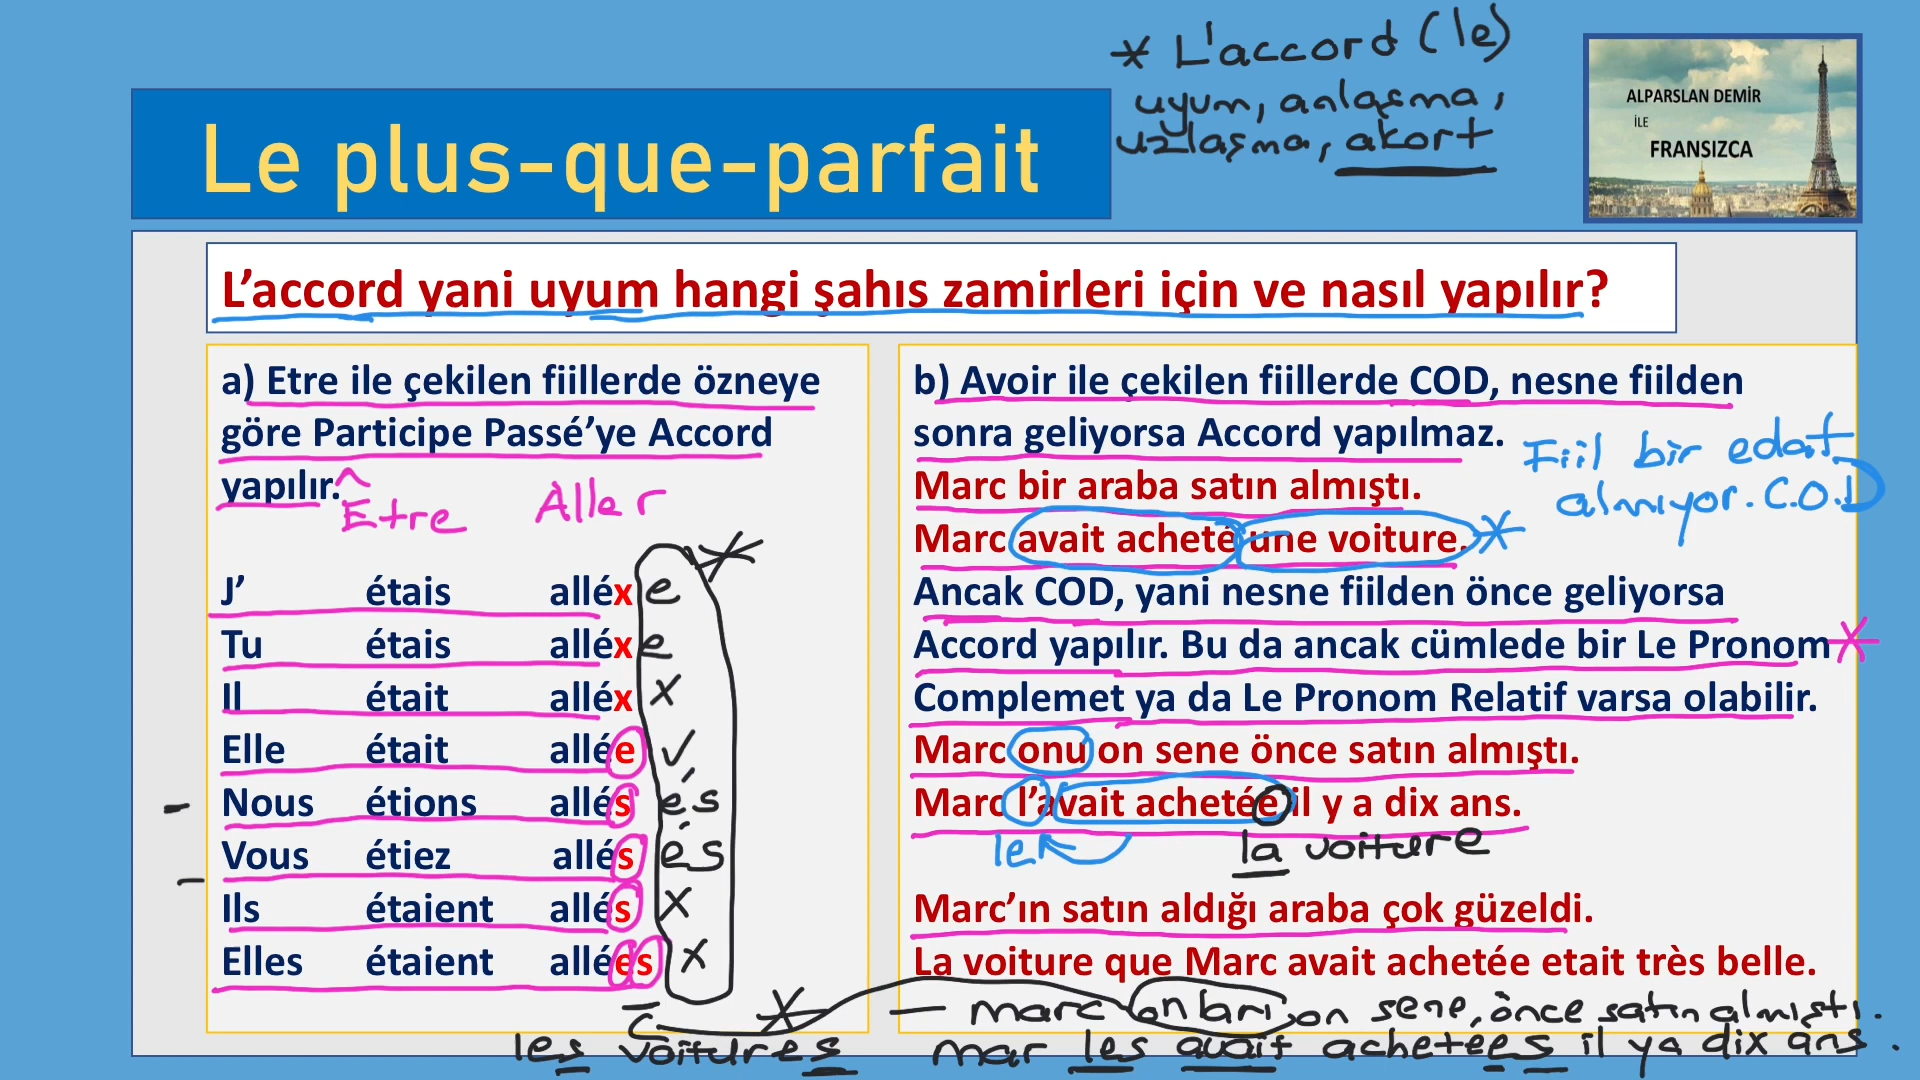 * L'accord (le)
uyum, anlaşma,
uzlaşma, akort
ALPARSLAN DEMİR
İLE
FRANSIZCA
Le plus-que-parfait
L’accord yani uyum hangi şahıs zamirleri için ve nasıl yapılır?
a) Etre ile çekilen fiillerde özneye
göre Participe Passé’ye Accord
yapılır.
Être Aller
J’ étais alléx e
Tu étais alléx e
Il était alléx x
Elle était allée ✓
- Nous étions allés és
- Vous étiez allés és
Ils étaient allés x
Elles étaient allées x
les voitures
b) Avoir ile çekilen fiillerde COD, nesne fiilden
sonra geliyorsa Accord yapılmaz.
Fiil bir edat
almıyor. C.O.D
Marc bir araba satın almıştı.
Marc avait acheté une voiture. *
Ancak COD, yani nesne fiilden önce geliyorsa
Accord yapılır. Bu da ancak cümlede bir Le Pronom *
Complemet ya da Le Pronom Relatif varsa olabilir.
Marc onu on sene önce satın almıştı.
Marc l’avait achetée il y a dix ans.
le la voiture
Marc’ın satın aldığı araba çok güzeldi.
La voiture que Marc avait achetée etait très belle.
- marc onları on sene, önce satın almıştı.
mar les avait achetees il ya dix ans.